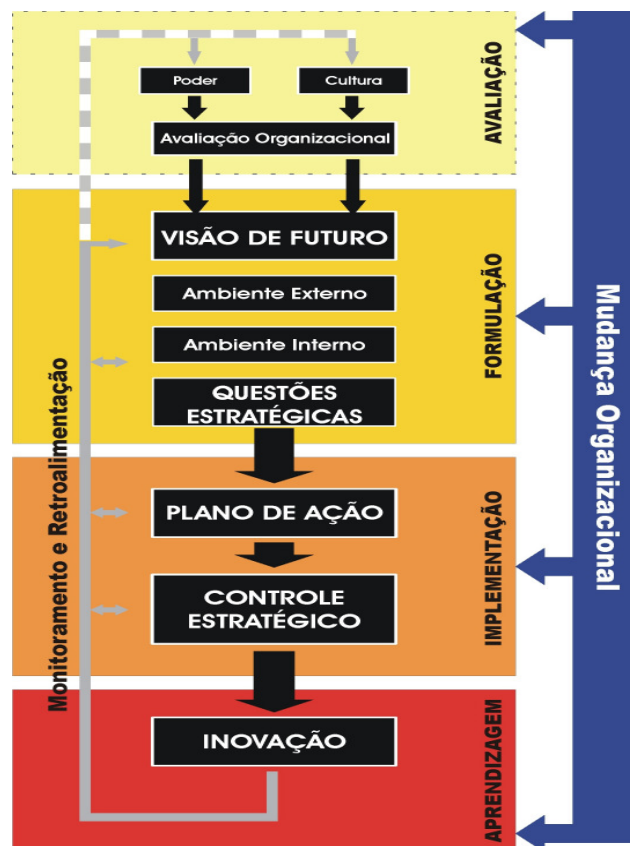 Poder
Cultura
Avaliação Organizacional
AVALIAÇÃO
VISÃO DE FUTURO
Ambiente Externo
Ambiente Interno
QUESTÕES
ESTRATÉGICAS
FORMULAÇÃO
PLANO DE AÇÃO
CONTROLE
ESTRATÉGICO
IMPLEMENTAÇÃO
INOVAÇÃO
APRENDIZAGEM
Monitoramento e Retroalimentação
Mudança Organizacional